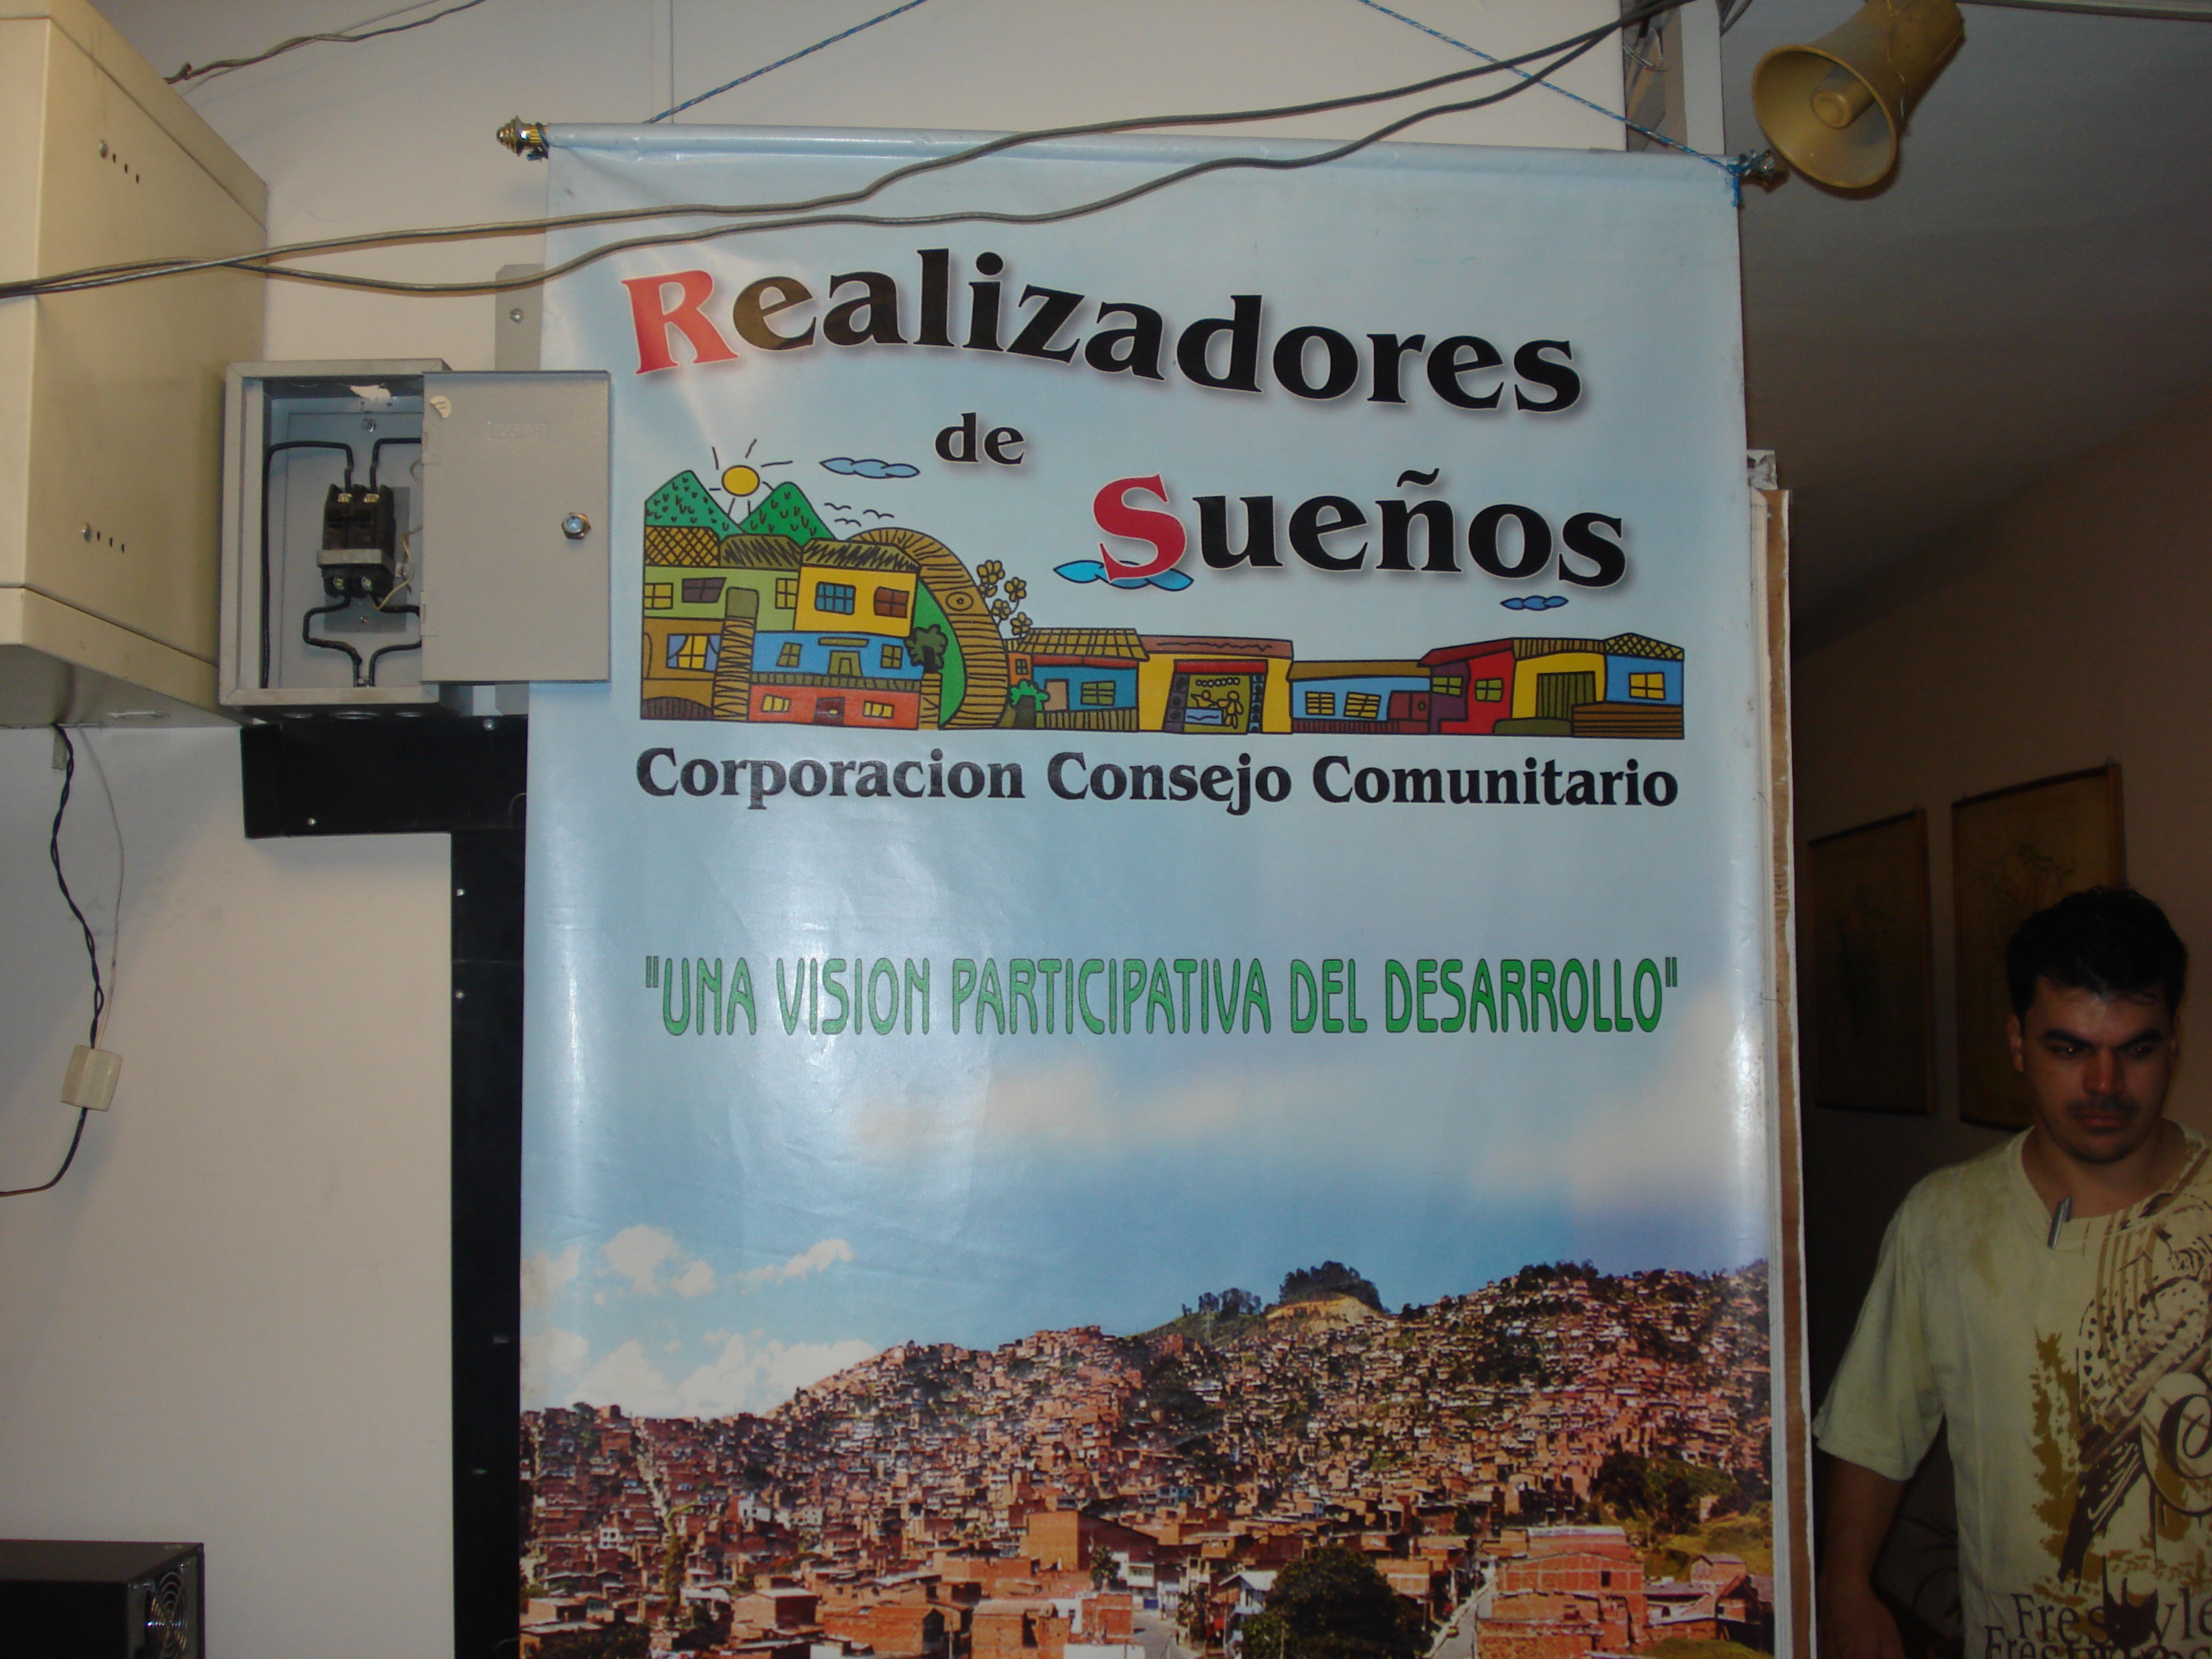 Realizadores
de
Sueños
Corporacion Consejo Comunitario
"UNA VISION PARTICIPATIVA DEL DESARROLLO"